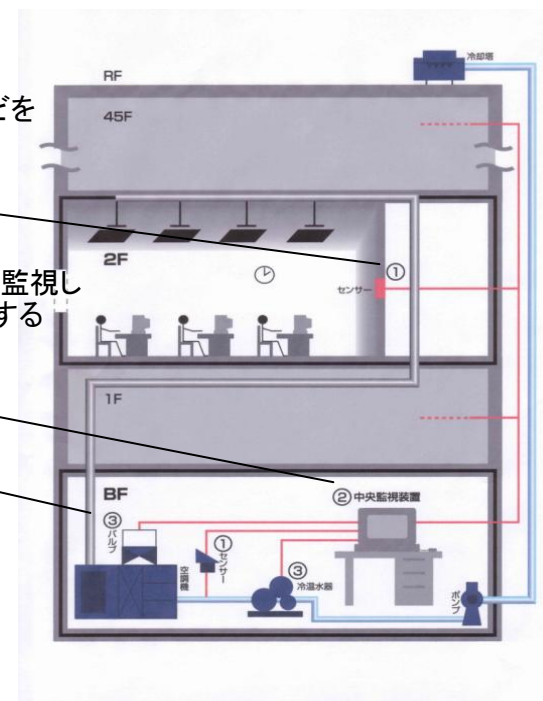 冷却塔
RF
45F
どを
①
2F
センサー
監視し
する
1F
BF
② 中央監視装置
③
バルブ
①
センサー
空調機
③
冷温水器
ポンプ